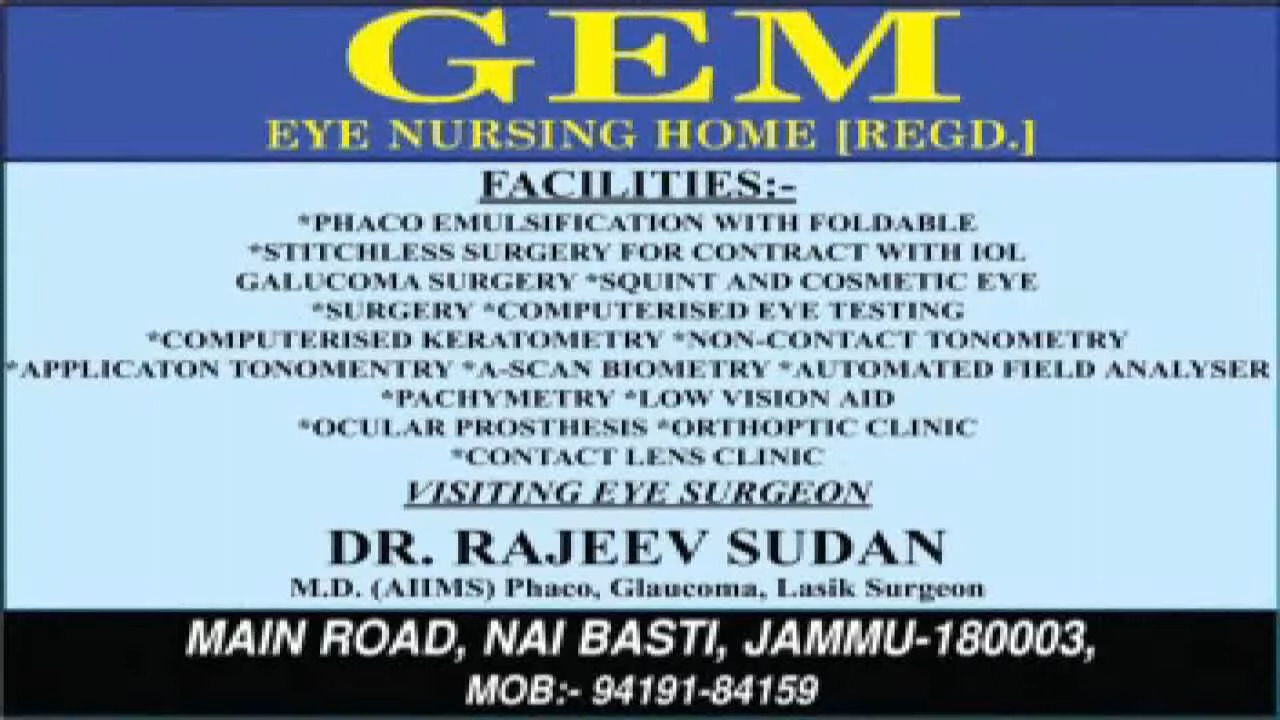 GEM
EYE NURSING HOME [REGD.]
FACILITIES:-
*PHACO EMULSIFICATION WITH FOLDABLE
*STITCHLESS SURGERY FOR CONTRACT WITH IOL
GALUCOMA SURGERY *SQUINT AND COSMETIC EYE
*SURGERY *COMPUTERISED EYE TESTING
*COMPUTERISED KERATOMETRY *NON-CONTACT TONOMETRY
*APPLICATON TONOMENTRY *A-SCAN BIOMETRY *AUTOMATED FIELD ANALYSER
*PACHYMETRY *LOW VISION AID
*OCULAR PROSTHESIS *ORTHOPTIC CLINIC
*CONTACT LENS CLINIC
VISITING EYE SURGEON
DR. RAJEEV SUDAN
M.D. (AIIMS) Phaco, Glaucoma, Lasik Surgeon
MAIN ROAD, NAI BASTI, JAMMU-180003,
MOB:- 94191-84159